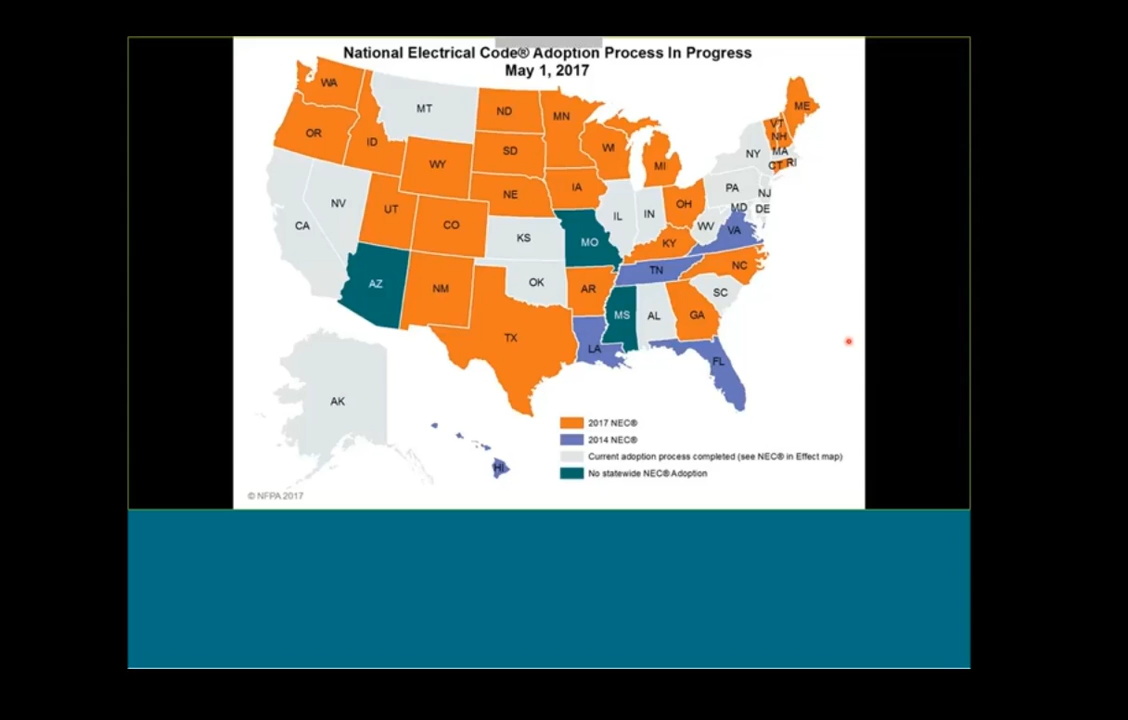 National Electrical Code® Adoption Process In Progress
May 1, 2017
WA
MT
ND
MN
ME
OR
ID
SD
WI
VT
NH
WY
MI
NY
MA
CT RI
NE
IA
PA
NJ
NV
UT
CO
IL
IN
OH
MD
DE
CA
KS
MO
WV
VA
KY
AZ
NM
OK
AR
TN
NC
SC
TX
MS
AL
GA
LA
FL
AK
HI
2017 NEC®
2014 NEC®
Current adoption process completed (see NEC® in Effect map)
No statewide NEC® Adoption
© NFPA 2017